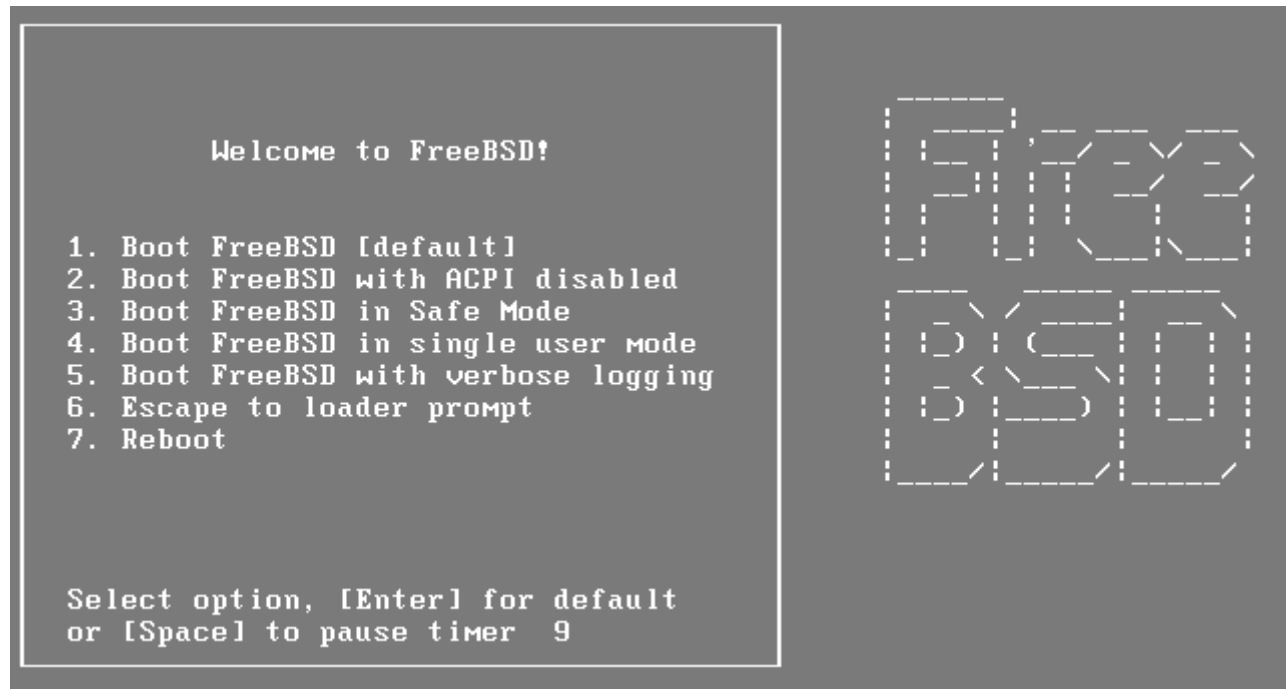 Welcome to FreeBSD!
1. Boot FreeBSD [default]
2. Boot FreeBSD with ACPI disabled
3. Boot FreeBSD in Safe Mode
4. Boot FreeBSD in single user mode
5. Boot FreeBSD with verbose logging
6. Escape to loader prompt
7. Reboot
Select option, [Enter] for default
or [Space] to pause timer  9
Free
BSD